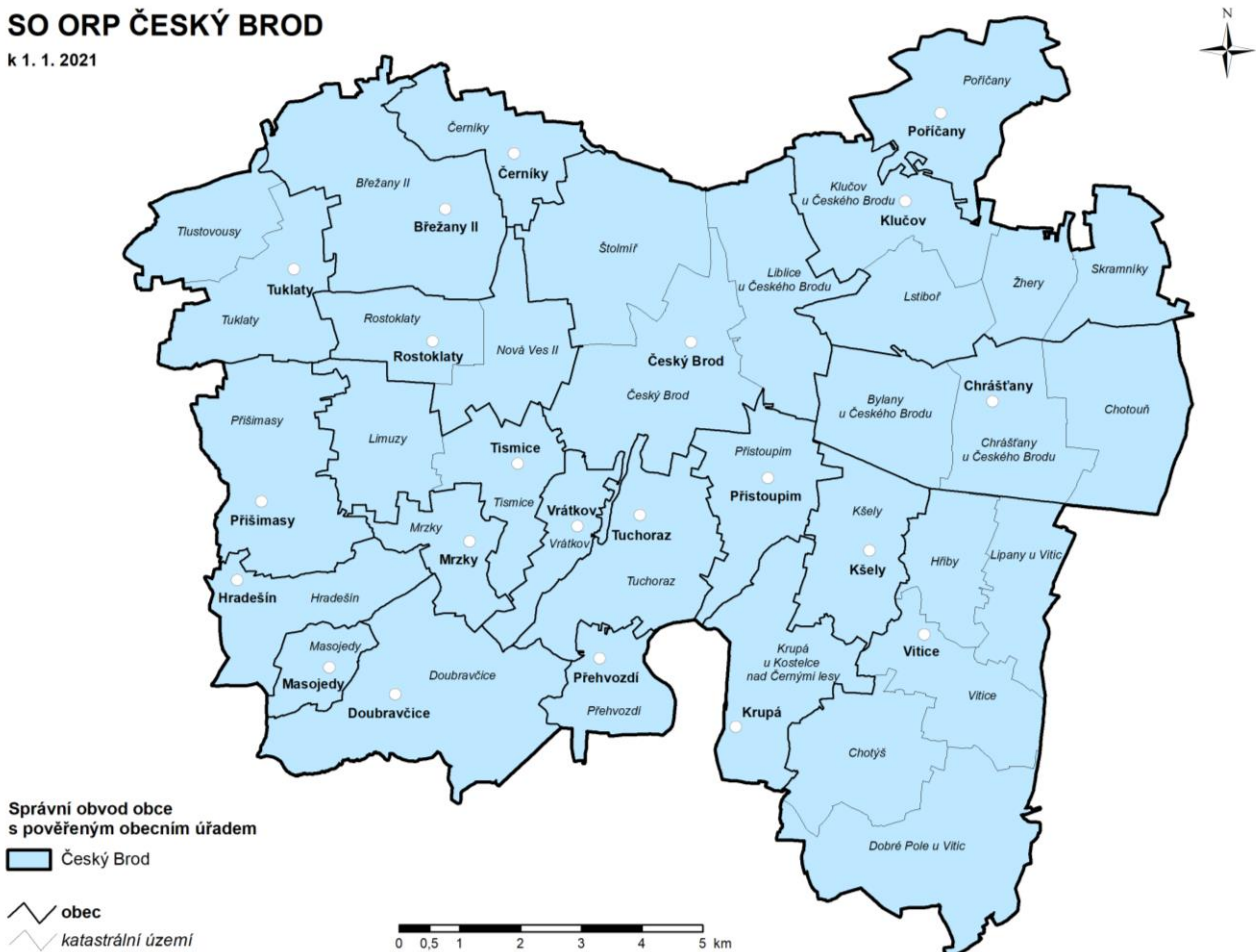 SO ORP ČESKÝ BROD
k 1. 1. 2021
N
Poříčany
Poříčany
Černíky
Černíky
Břežany II
Břežany II
Klučov
u Českého Brodu
Klučov
Tlustovousy
Tuklaty
Tuklaty
Štolmíř
Liblice
u Českého Brodu
Lstiboř
Žhery
Skramníky
Rostoklaty
Rostoklaty
Nová Ves II
Český Brod
Český Brod
Bylany
u Českého Brodu
Chrášťany
Chrášťany
u Českého Brodu
Chotouň
Přišimasy
Přišimasy
Limuzy
Tismice
Tismice
Přistoupim
Přistoupim
Mrzky
Mrzky
Vrátkov
Vrátkov
Tuchoraz
Tuchoraz
Kšely
Kšely
Hřiby
Lipany u Vitic
Hradešín
Hradešín
Masojedy
Masojedy
Doubravčice
Doubravčice
Přehvozdí
Přehvozdí
Krupá
u Kostelce
nad Černými lesy
Krupá
Vitice
Vitice
Chotýš
Dobré Pole u Vitic
Správní obvod obce
s pověřeným obecním úřadem
Český Brod
obec
katastrální území
0 0,5 1 2 3 4 5 km